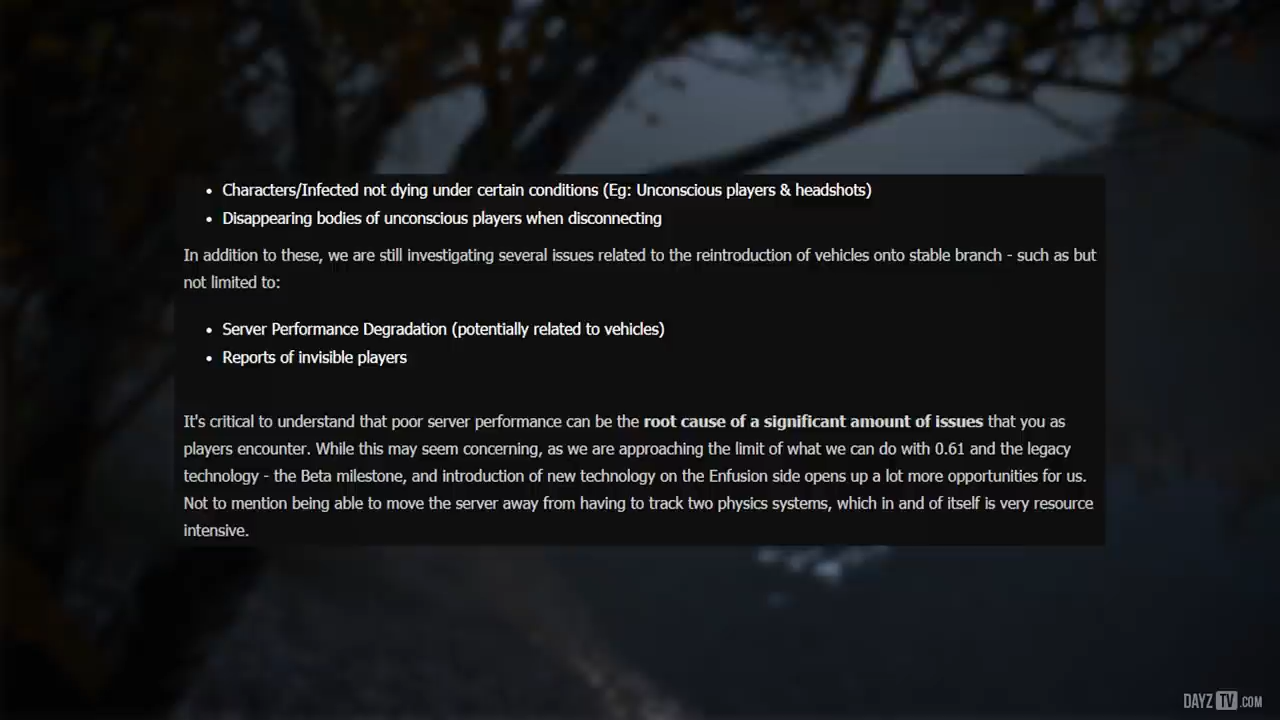 • Characters/Infected not dying under certain conditions (Eg: Unconscious players & headshots)
• Disappearing bodies of unconscious players when disconnecting
In addition to these, we are still investigating several issues related to the reintroduction of vehicles onto stable branch - such as but
not limited to:
• Server Performance Degradation (potentially related to vehicles)
• Reports of invisible players
It's critical to understand that poor server performance can be the root cause of a significant amount of issues that you as
players encounter. While this may seem concerning, as we are approaching the limit of what we can do with 0.61 and the legacy
technology - the Beta milestone, and introduction of new technology on the Enfusion side opens up a lot more opportunities for us.
Not to mention being able to move the server away from having to track two physics systems, which in and of itself is very resource
intensive.
DAYZ TV .COM